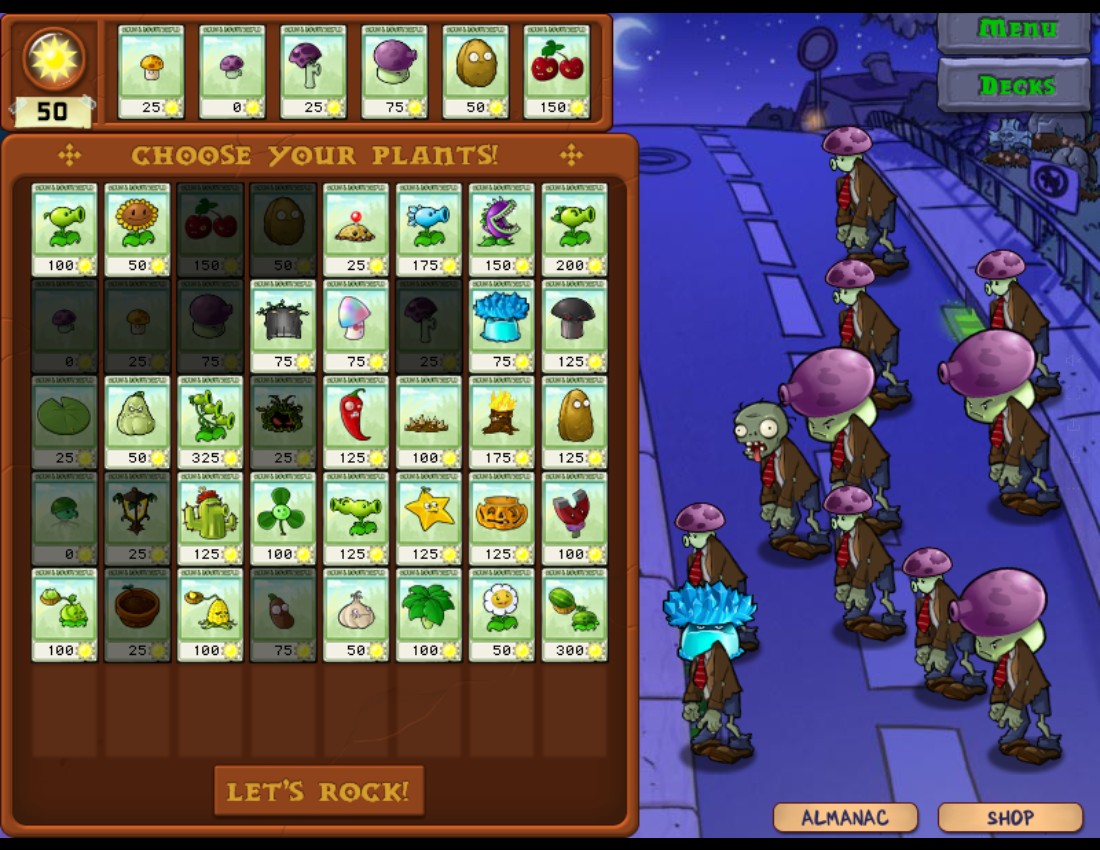 MENU
DECKS
50
25 0 25 75 50 150
CHOOSE YOUR PLANTS!
100 50 150 50 25 175 150 200
0 25 75 75 75 25 75 125
25 50 325 25 125 100 175 125
0 25 125 100 125 125 125 100
100 25 100 75 50 100 50 300
LET'S ROCK!
ALMANAC SHOP